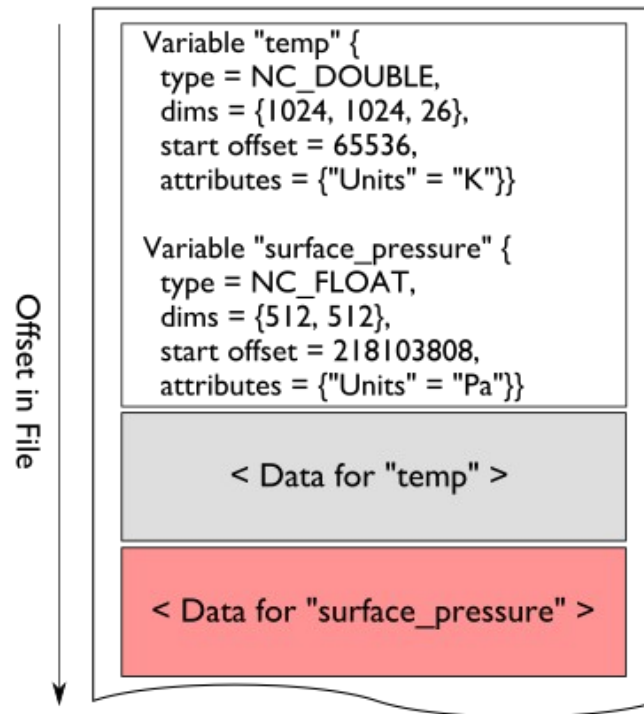 Variable "temp" {
type = NC_DOUBLE,
dims = {1024, 1024, 26},
start offset = 65536,
attributes = {"Units" = "K"}}
Variable "surface_pressure" {
type = NC_FLOAT,
dims = {512, 512},
start offset = 218103808,
attributes = {"Units" = "Pa"}}
Offset in File
< Data for "temp" >
< Data for "surface_pressure" >